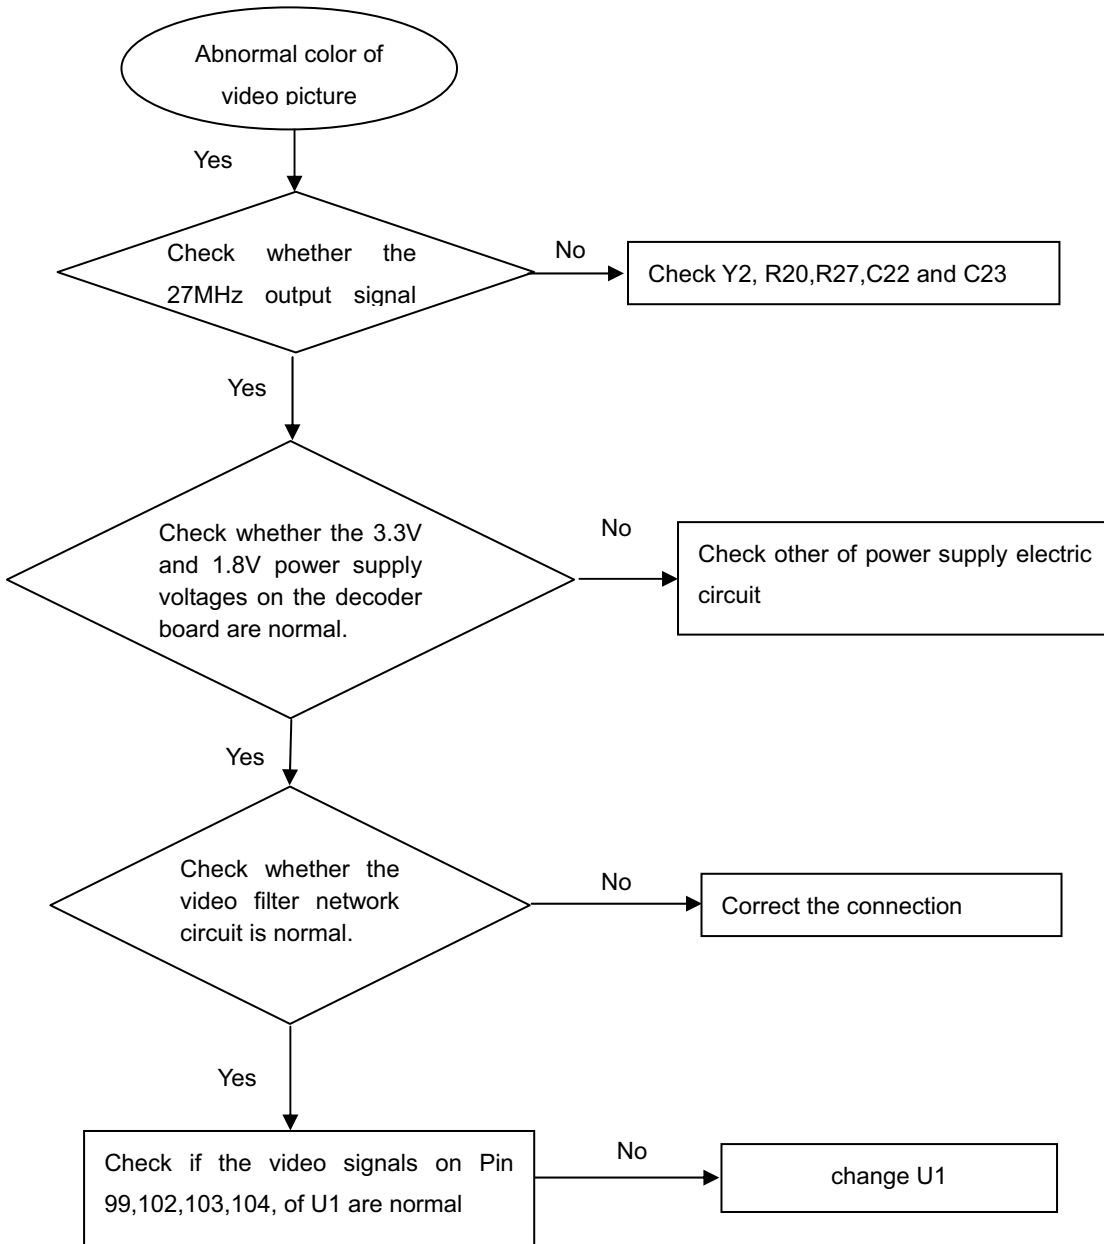 Abnormal color of
video picture
Yes
Check whether the
27MHz output signal
No
Check Y2, R20,R27,C22 and C23
Yes
Check whether the 3.3V
and 1.8V power supply
voltages on the decoder
board are normal.
No
Check other of power supply electric
circuit
Yes
Check whether the
video filter network
circuit is normal.
No
Correct the connection
Yes
Check if the video signals on Pin
99,102,103,104, of U1 are normal
No
change U1